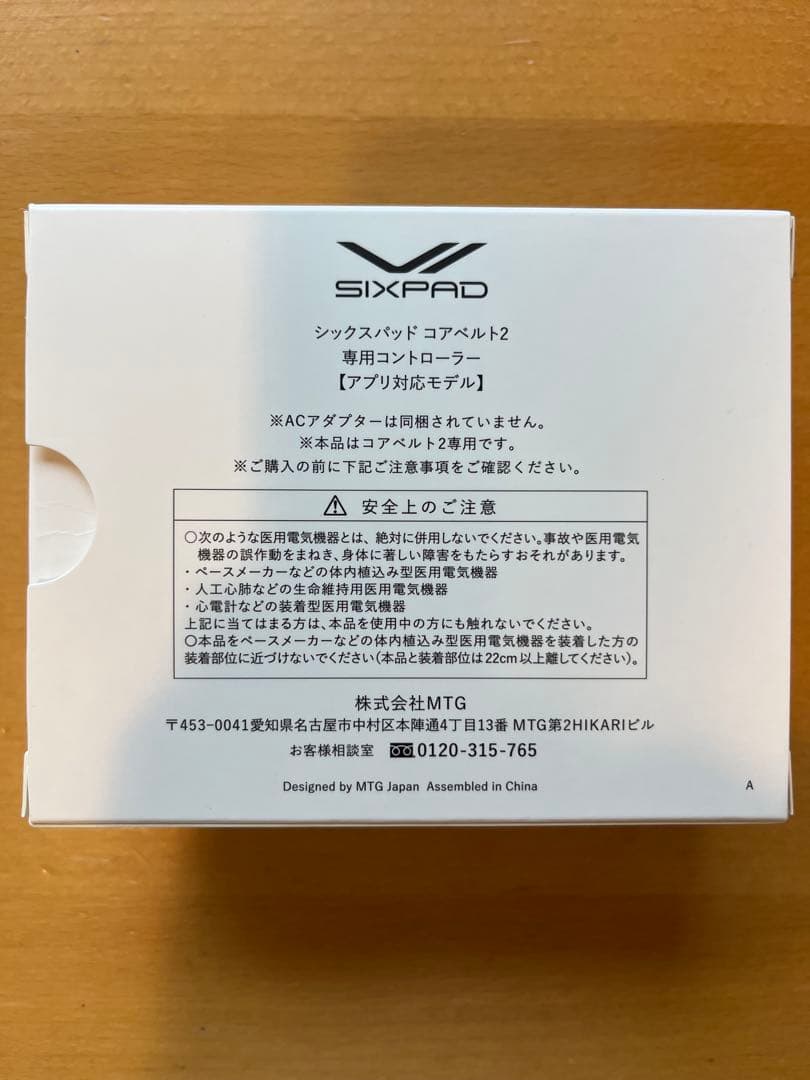 SIXPAD
シックスパッド コアベルト2
専用コントローラー
【アプリ対応モデル】
※ACアダプターは同梱されていません。
※本品はコアベルト2専用です。
※ご購入の前に下記ご注意事項をご確認ください。
安全上のご注意
〇次のような医用電気機器とは、絶対に併用しないでください。事故や医用電気
機器の誤作動をまねき、身体に著しい障害をもたらすおそれがあります。
・ペースメーカーなどの体内植込み型医用電気機器
・人工心肺などの生命維持用医用電気機器
・心電計などの装着型医用電気機器
上記に当てはまる方は、本品を使用中の方にも触れないでください。
〇本品をペースメーカーなどの体内植込み型医用電気機器を装着した方の
装着部位に近づけないでください(本品と装着部位は22cm以上離してください)。
株式会社MTG
〒453-0041愛知県名古屋市中村区本陣通4丁目13番 MTG第2HIKARIビル
お客様相談室 0120-315-765
Designed by MTG Japan Assembled in China
A